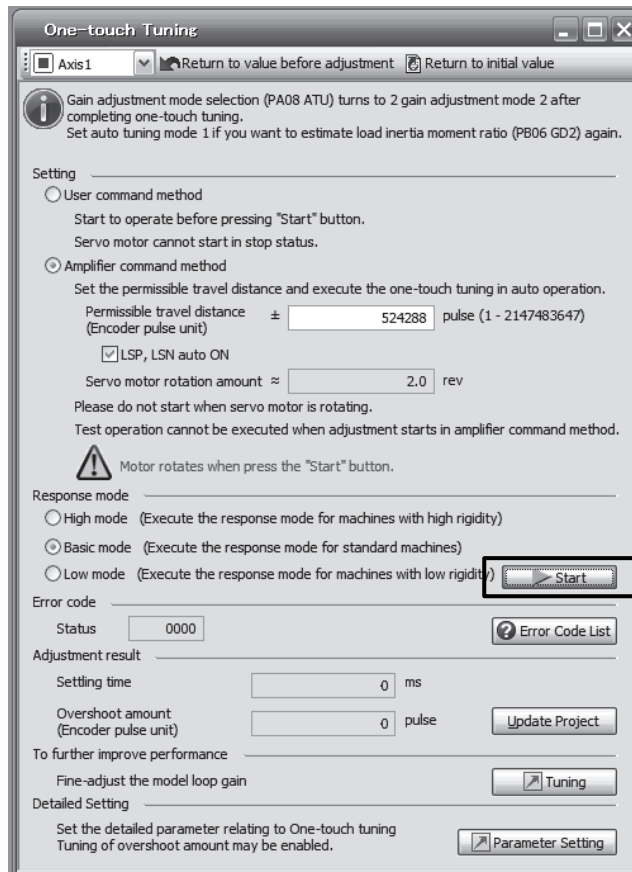 One-touch Tuning
Axis1 Return to value before adjustment Return to initial value
Gain adjustment mode selection (PA08 ATU) turns to 2 gain adjustment mode 2 after
completing one-touch tuning.
Set auto tuning mode 1 if you want to estimate load inertia moment ratio (PB06 GD2) again.
Setting
User command method
Start to operate before pressing "Start" button.
Servo motor cannot start in stop status.
Amplifier command method
Set the permissible travel distance and execute the one-touch tuning in auto operation.
Permissible travel distance ± 524288 pulse (1 - 2147483647)
(Encoder pulse unit)
LSP, LSN auto ON
Servo motor rotation amount ≈ 2.0 rev
Please do not start when servo motor is rotating.
Test operation cannot be executed when adjustment starts in amplifier command method.
Motor rotates when press the "Start" button.
Response mode
High mode (Execute the response mode for machines with high rigidity)
Basic mode (Execute the response mode for standard machines)
Low mode (Execute the response mode for machines with low rigidity) Start
Error code
Status 0000 Error Code List
Adjustment result
Settling time 0 ms
Overshoot amount 0 pulse Update Project
(Encoder pulse unit)
To further improve performance
Fine-adjust the model loop gain Tuning
Detailed Setting
Set the detailed parameter relating to One-touch tuning
Tuning of overshoot amount may be enabled. Parameter Setting